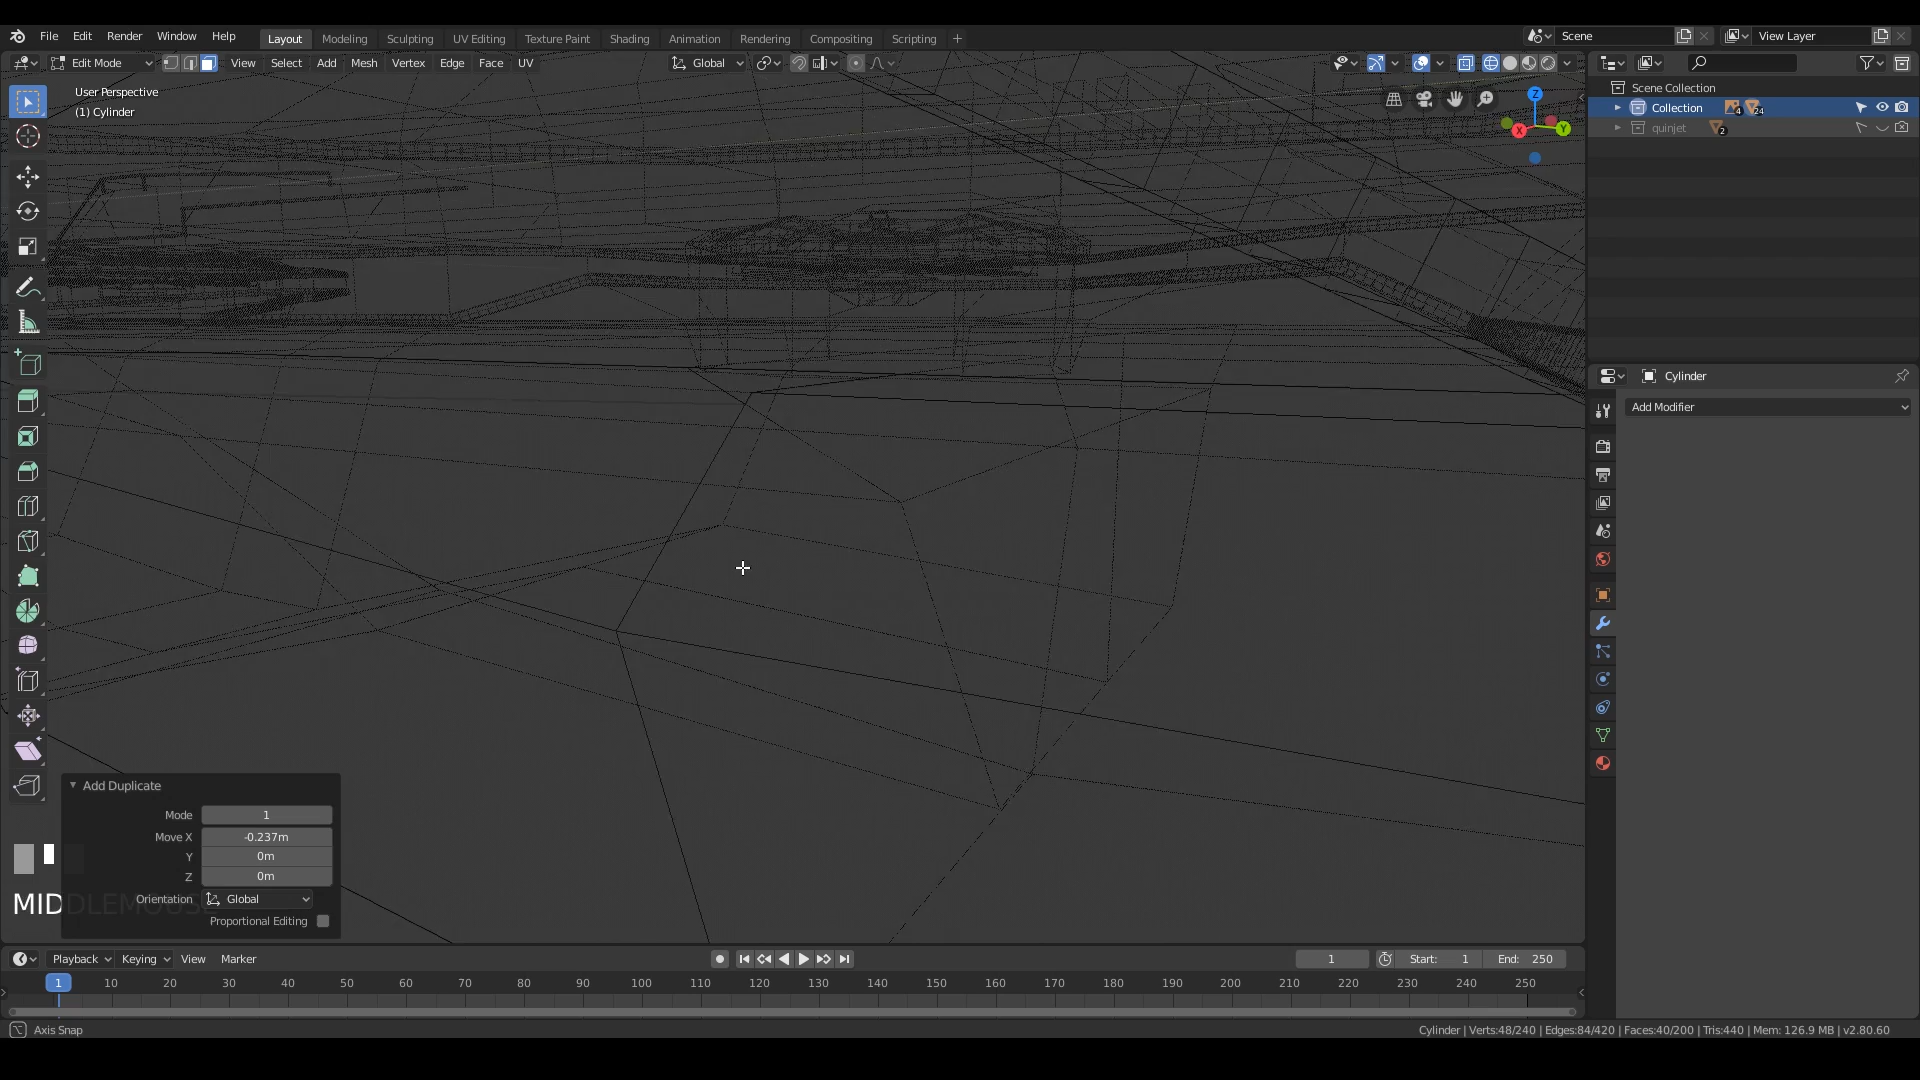 File Edit Render Window Help Layout Modeling Sculpting UV Editing Texture Paint Shading Animation Rendering Compositing Scripting + Scene View Layer
Edit Mode View Select Add Mesh Vertex Edge Face UV Global
User Perspective
(1) Cylinder
Scene Collection
Collection 4 24
quinjet 2
Z
X Y
Cylinder
Add Modifier
Add Duplicate
Mode 1
Move X -0.237m
Y 0m
Z 0m
Orientation Global
Proportional Editing
MIDDLEMOUSE
Playback Keying View Marker 1 Start: 1 End: 250
1 10 20 30 40 50 60 70 80 90 100 110 120 130 140 150 160 170 180 190 200 210 220 230 240 250
Axis Snap Cylinder | Verts:48/240 | Edges:84/420 | Faces:40/200 | Tris:440 | Mem: 126.9 MB | v2.80.60